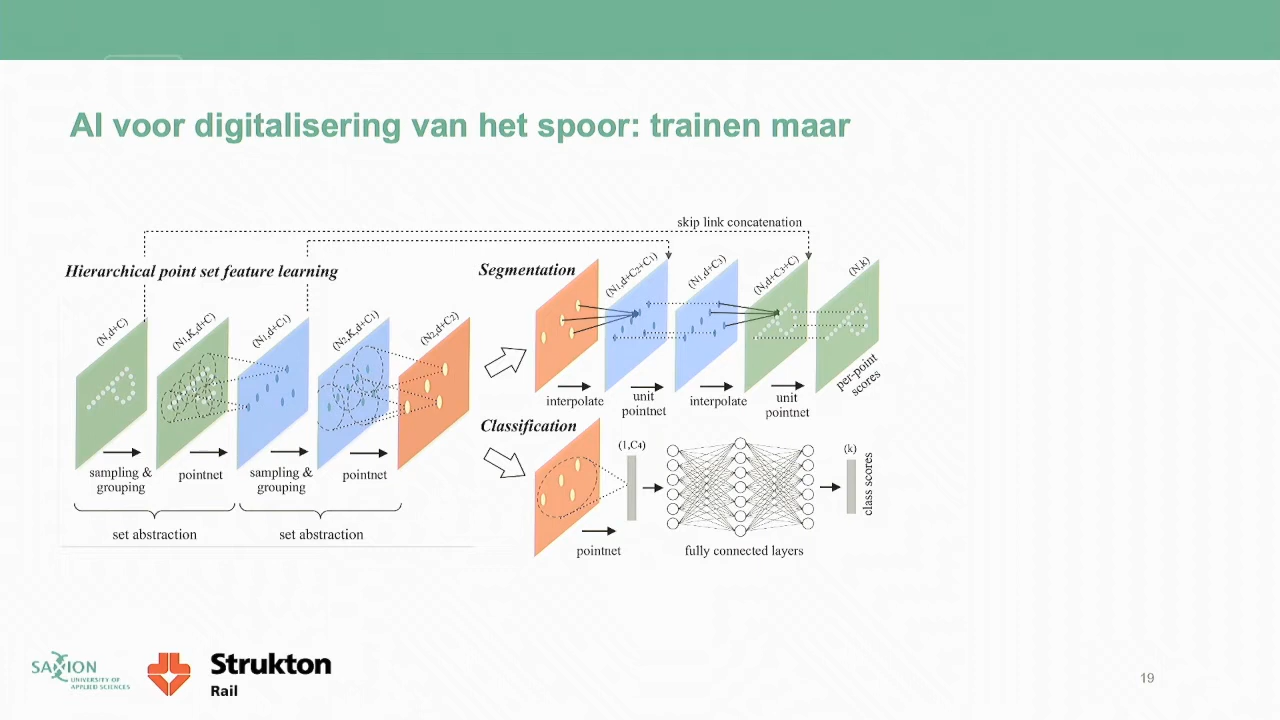 AI voor digitalisering van het spoor: trainen maar
skip link concatenation
Hierarchical point set feature learning
Segmentation
(N,d+C)
(N1,K,d+C)
(N1,d+C1)
(N2,K,d+C1)
(N2,d+C2)
(N1,d+C2+C1)
(N1,d+C3)
(N,d+C3+C)
(N,k)
interpolate
unit
pointnet
interpolate
unit
pointnet
per-point
scores
sampling &
grouping
pointnet
sampling &
grouping
pointnet
set abstraction
set abstraction
Classification
(1,C4)
(k)
class scores
pointnet
fully connected layers
SAXION
UNIVERSITY OF
APPLIED SCIENCES
Strukton
Rail
19